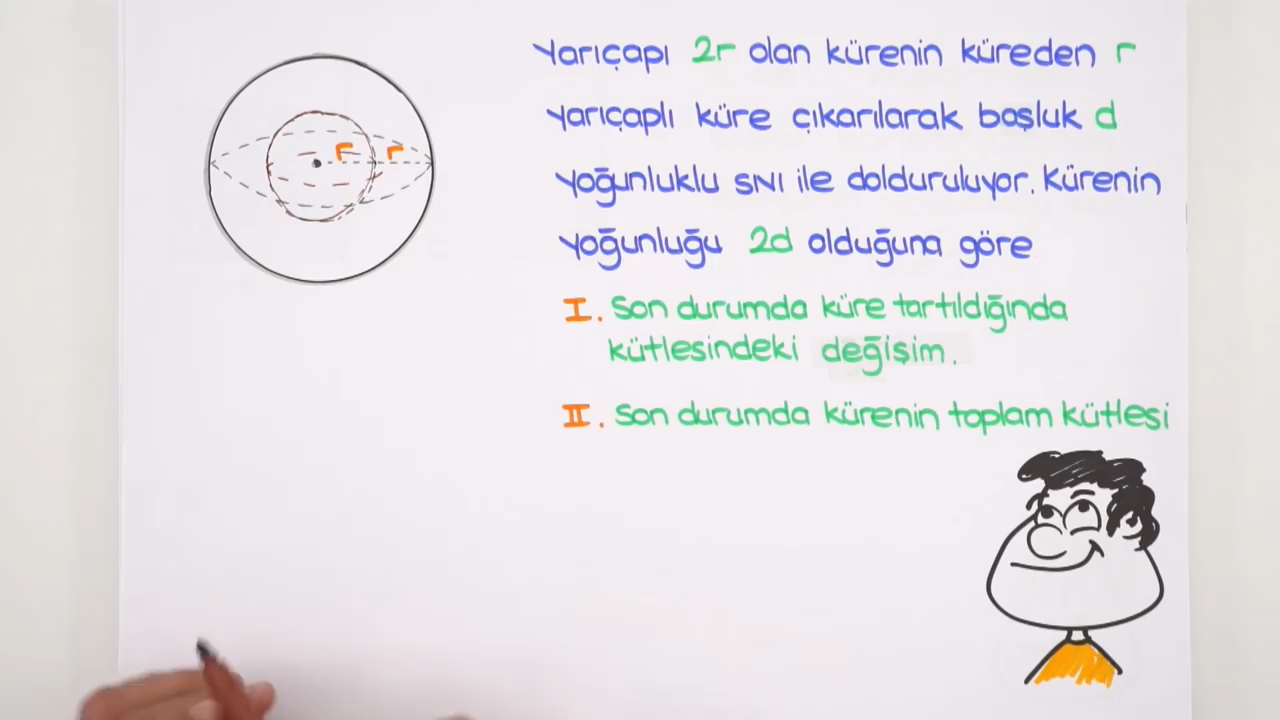 r r
Yarıçapı 2r olan kürenin küreden r
yarıçaplı küre çıkarılarak boşluk d
yoğunluklu sıvı ile dolduruluyor. Kürenin
yoğunluğu 2d olduğuna göre
I. Son durumda küre tartıldığında
kütlesindeki değişim.
II. Son durumda kürenin toplam kütlesi